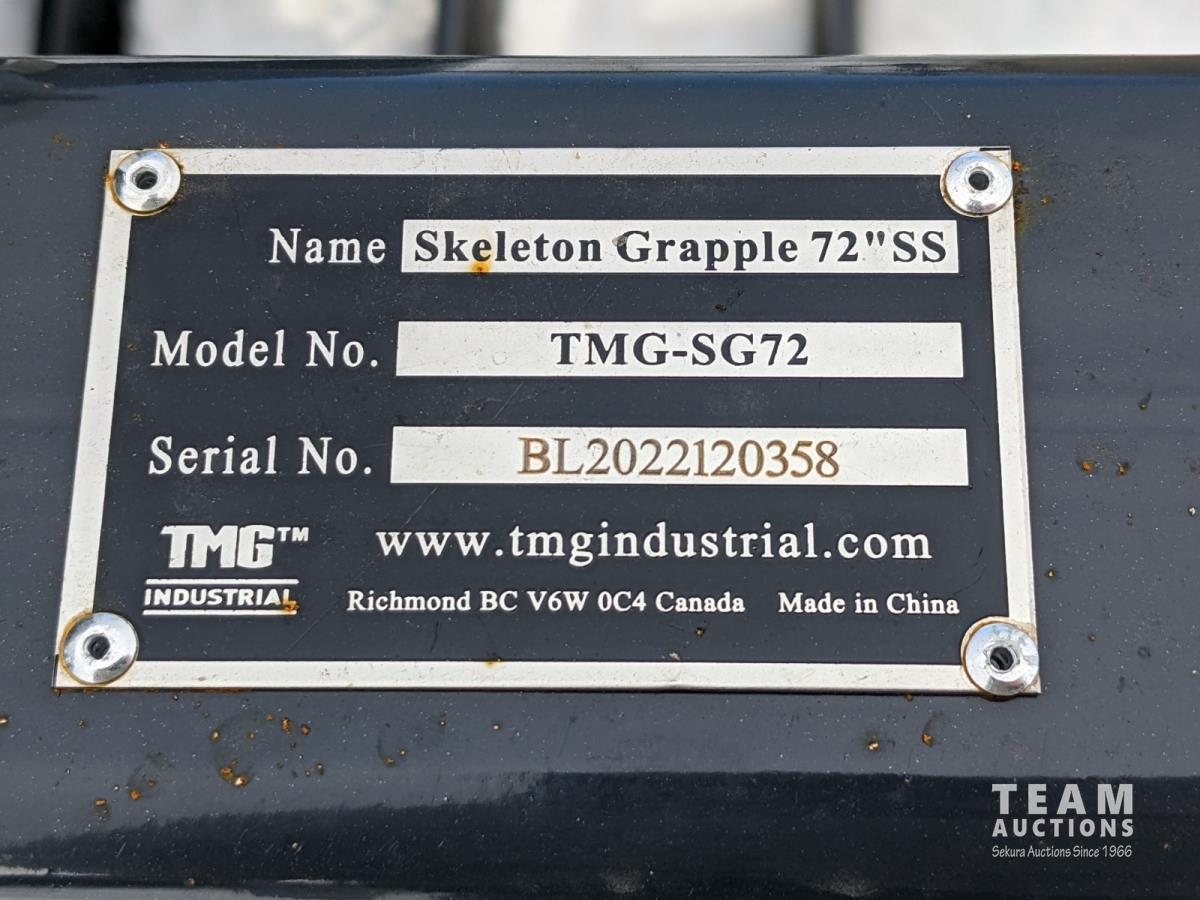 Name Skeleton Grapple 72"SS
Model No. TMG-SG72
Serial No. BL2022120358
TMG™ www.tmgindustrial.com
INDUSTRIAL Richmond BC V6W 0C4 Canada Made in China
TEAM
AUCTIONS
Sekura Auctions Since 1966